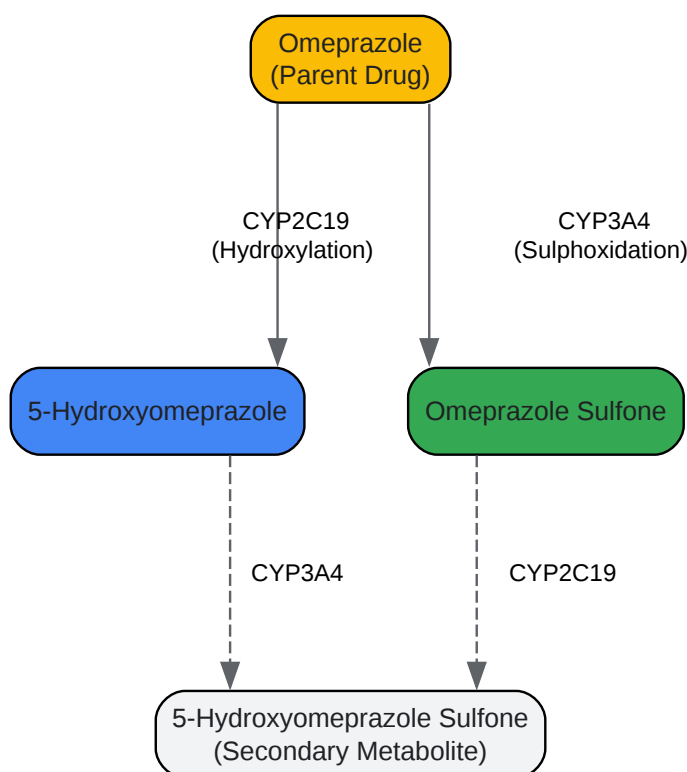 Omeprazole
(Parent Drug)
CYP2C19
(Hydroxylation)
CYP3A4
(Sulphoxidation)
5-Hydroxyomeprazole
Omeprazole Sulfone
CYP3A4
CYP2C19
5-Hydroxyomeprazole Sulfone
(Secondary Metabolite)